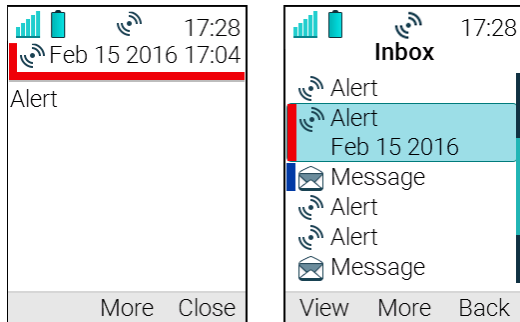 17:28
Feb 15 2016 17:04
Alert
More Close
17:28
Inbox
Alert
Alert
Feb 15 2016
Message
Alert
Alert
Message
View More Back